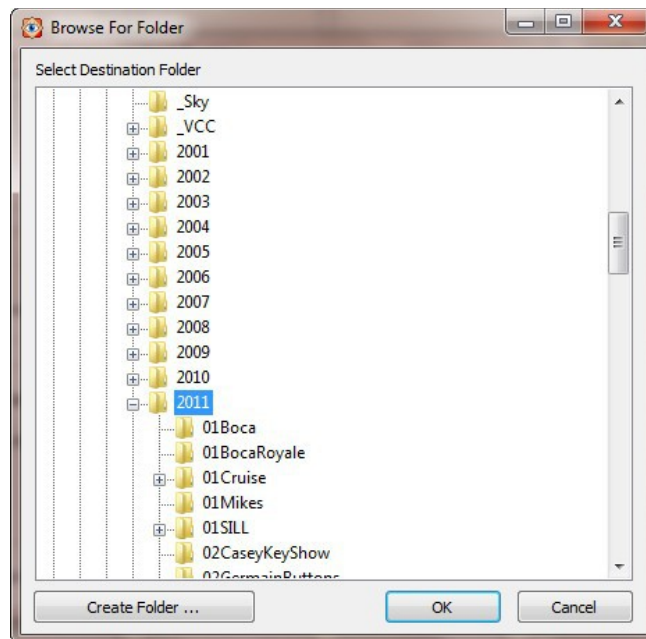 Browse For Folder
Select Destination Folder
_Sky
_VCC
2001
2002
2003
2004
2005
2006
2007
2008
2009
2010
2011
01Boca
01BocaRoyale
01Cruise
01Mikes
01SILL
02CaseyKeyShow
02GermainButtons
Create Folder ... OK Cancel